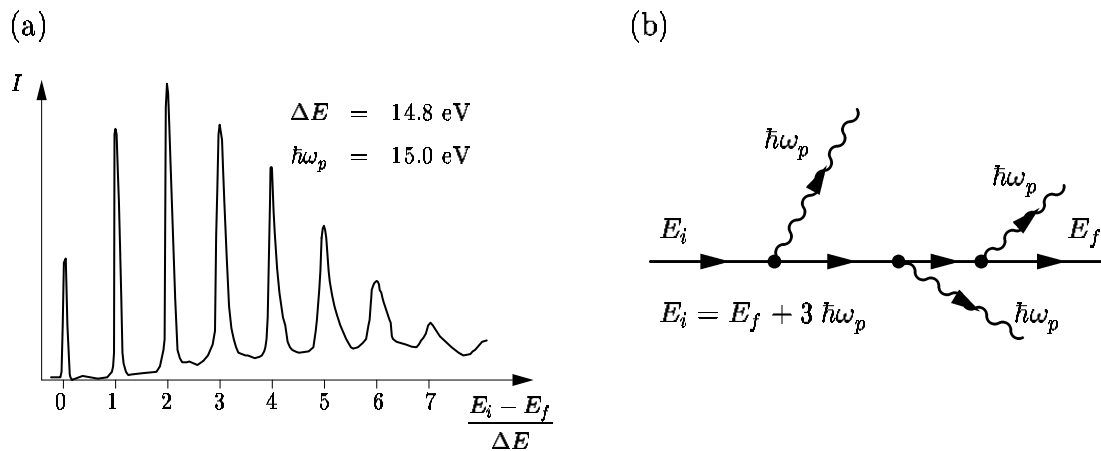 (a)
I
ΔE = 14.8 eV
ħω_p = 15.0 eV
0 1 2 3 4 5 6 7
E_i − E_f
ΔE
(b)
ħω_p
ħω_p
E_i
E_f
E_i = E_f + 3 ħω_p
ħω_p